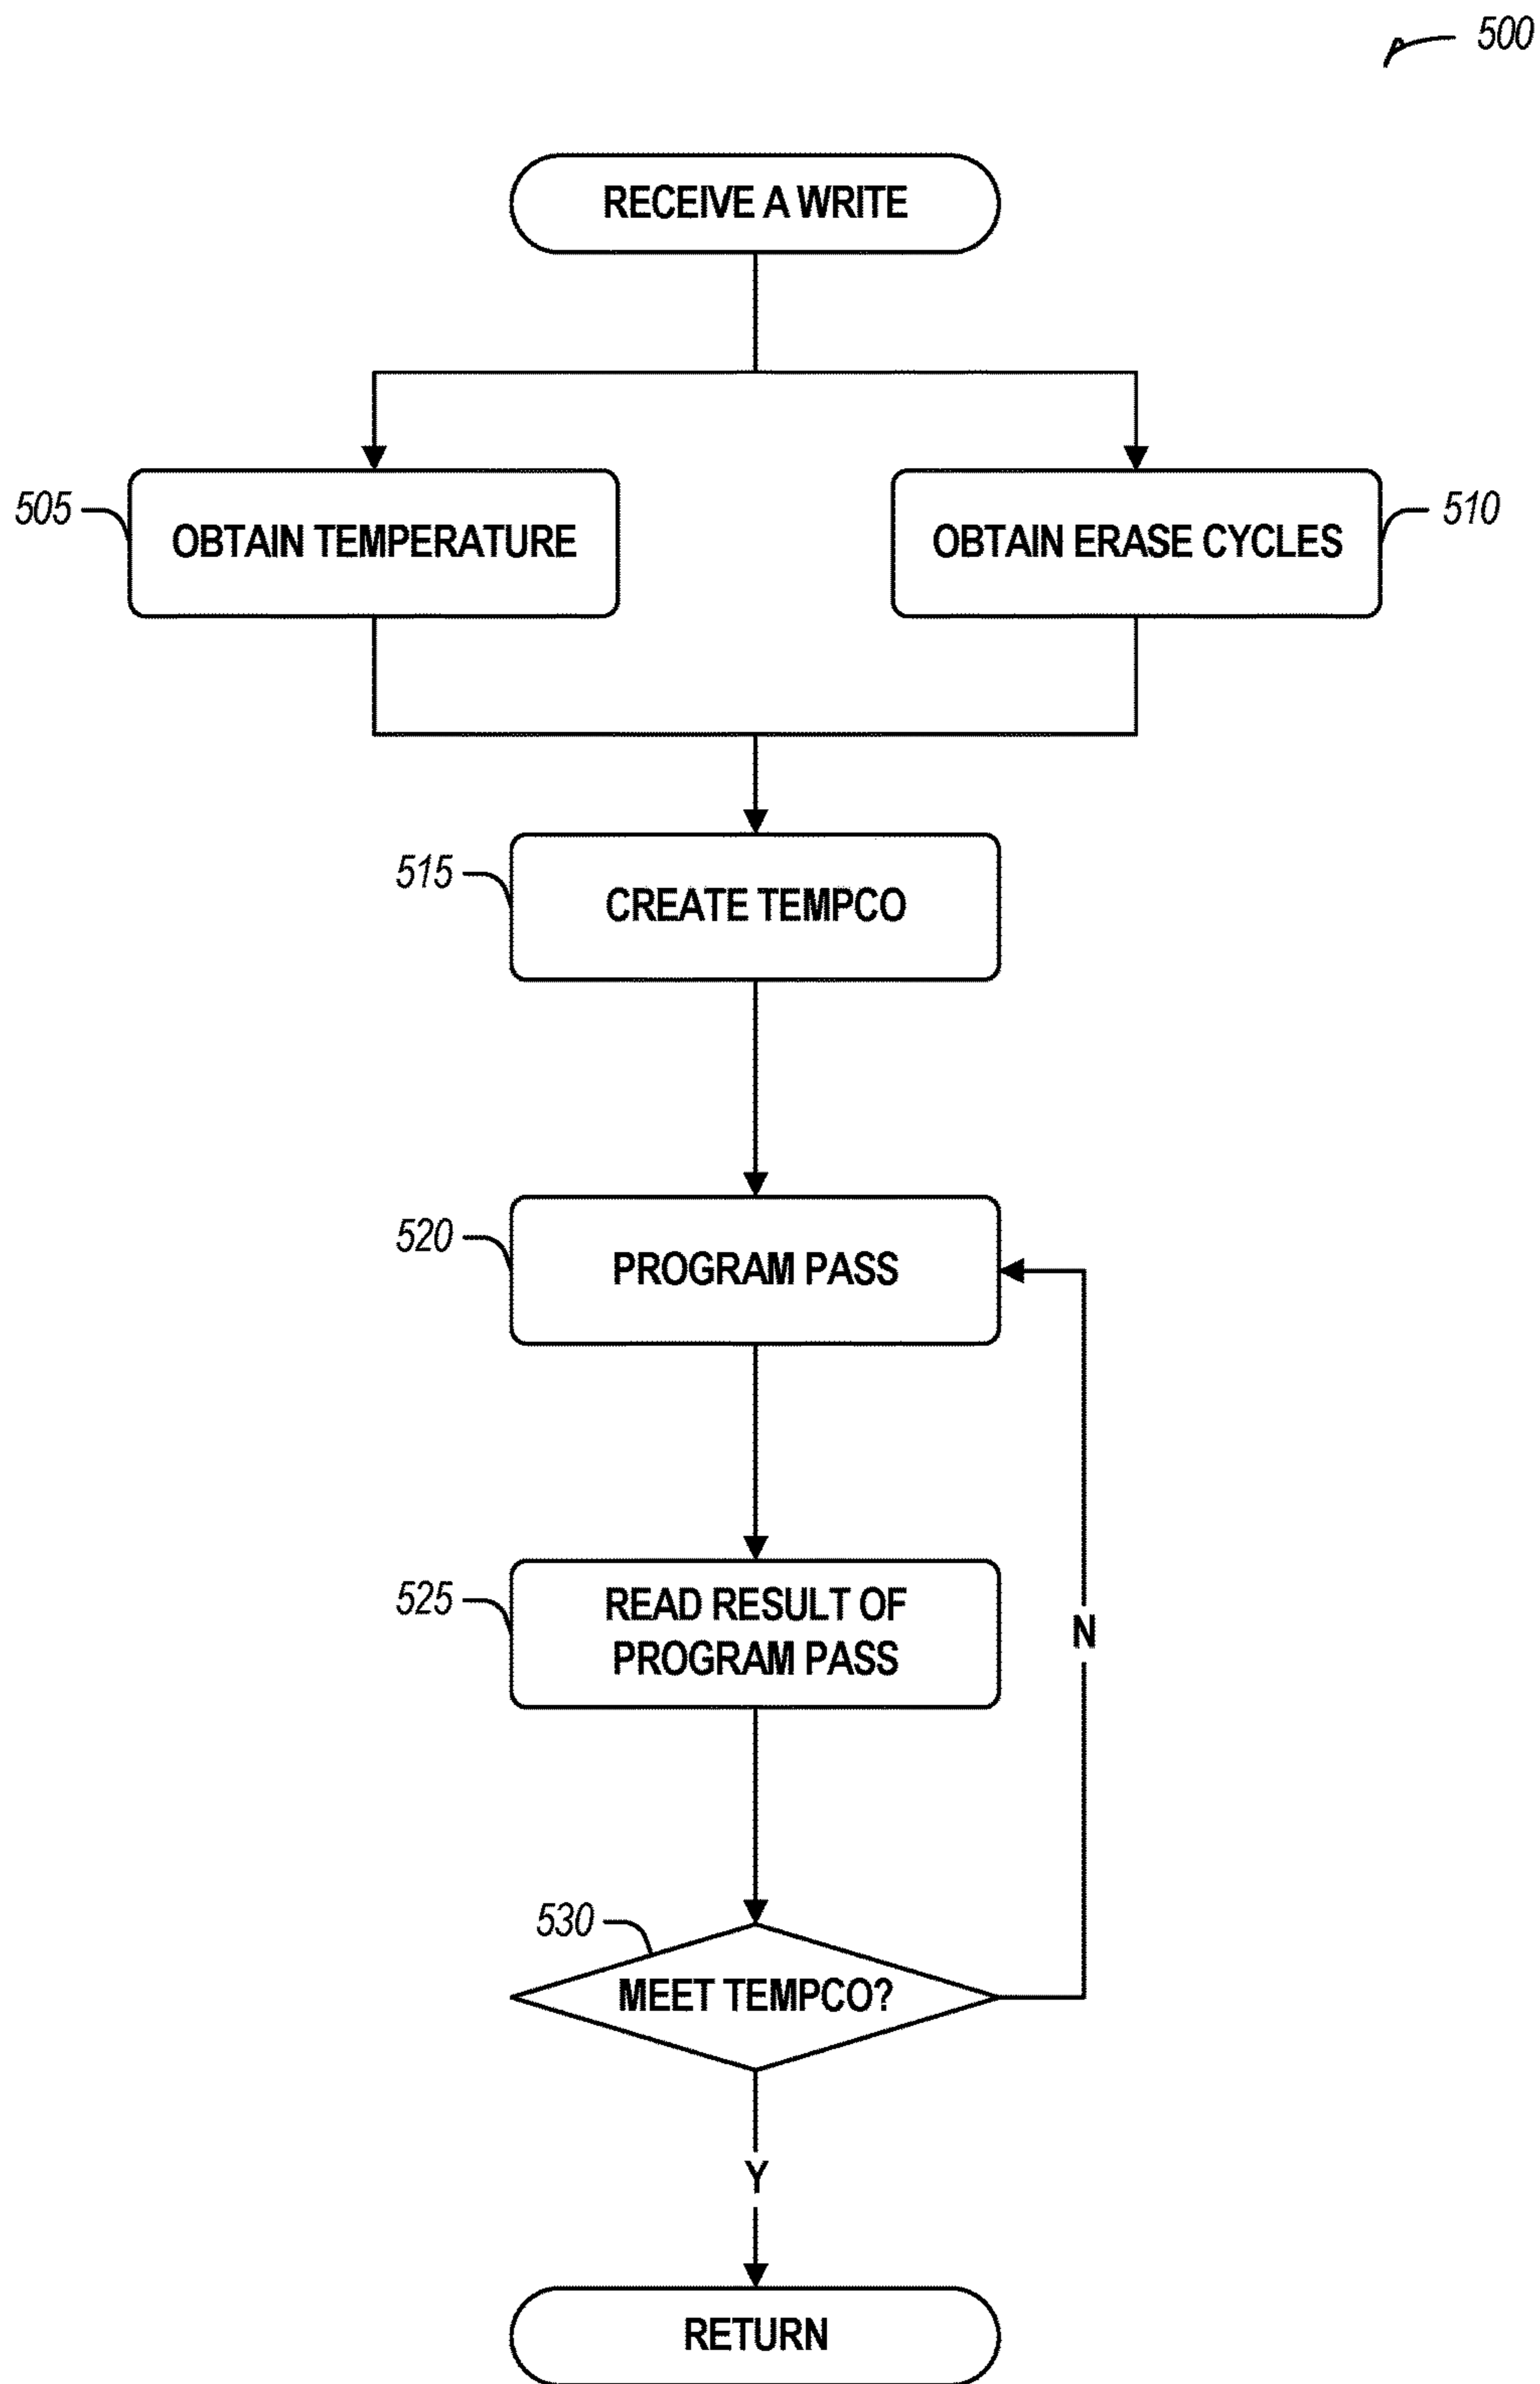 500
RECEIVE A WRITE
505
OBTAIN TEMPERATURE
OBTAIN ERASE CYCLES
510
515
CREATE TEMPCO
520
PROGRAM PASS
525
READ RESULT OF
PROGRAM PASS
N
530
MEET TEMPCO?
Y
RETURN